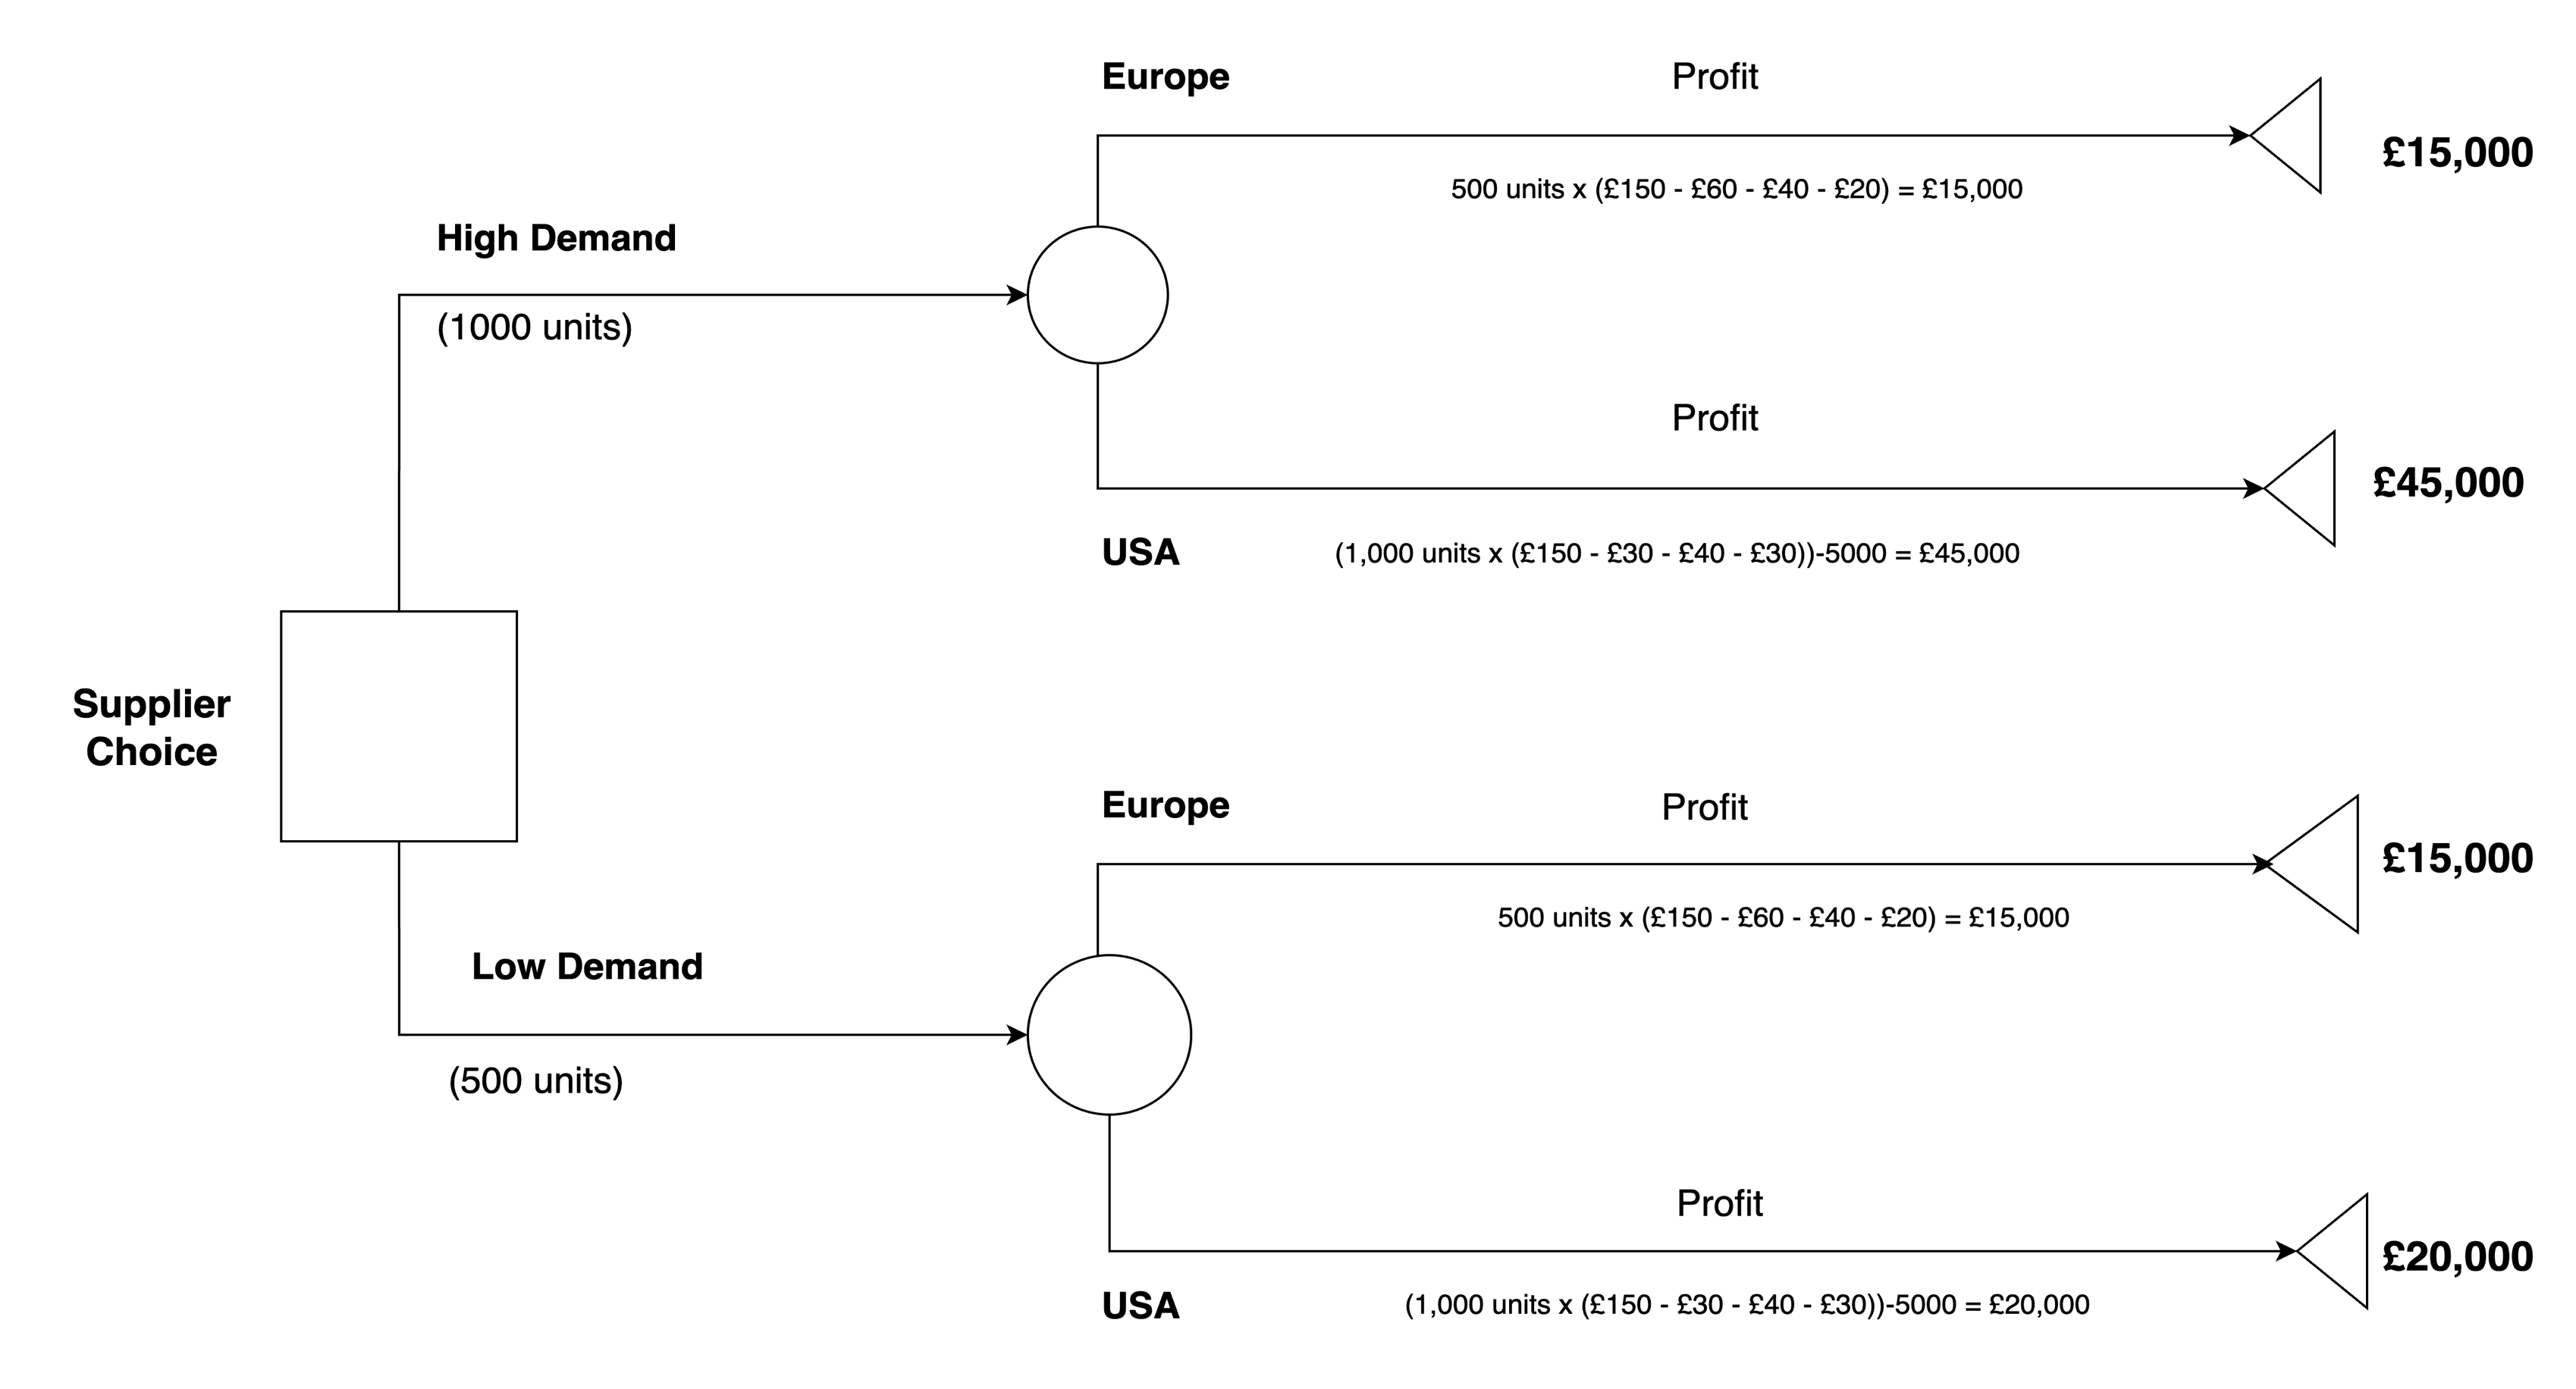 Europe
Profit
£15,000
500 units x (£150 - £60 - £40 - £20) = £15,000
High Demand
(1000 units)
Profit
£45,000
USA
(1,000 units x (£150 - £30 - £40 - £30))-5000 = £45,000
Supplier
Choice
Europe
Profit
£15,000
500 units x (£150 - £60 - £40 - £20) = £15,000
Low Demand
(500 units)
Profit
£20,000
USA
(1,000 units x (£150 - £30 - £40 - £30))-5000 = £20,000